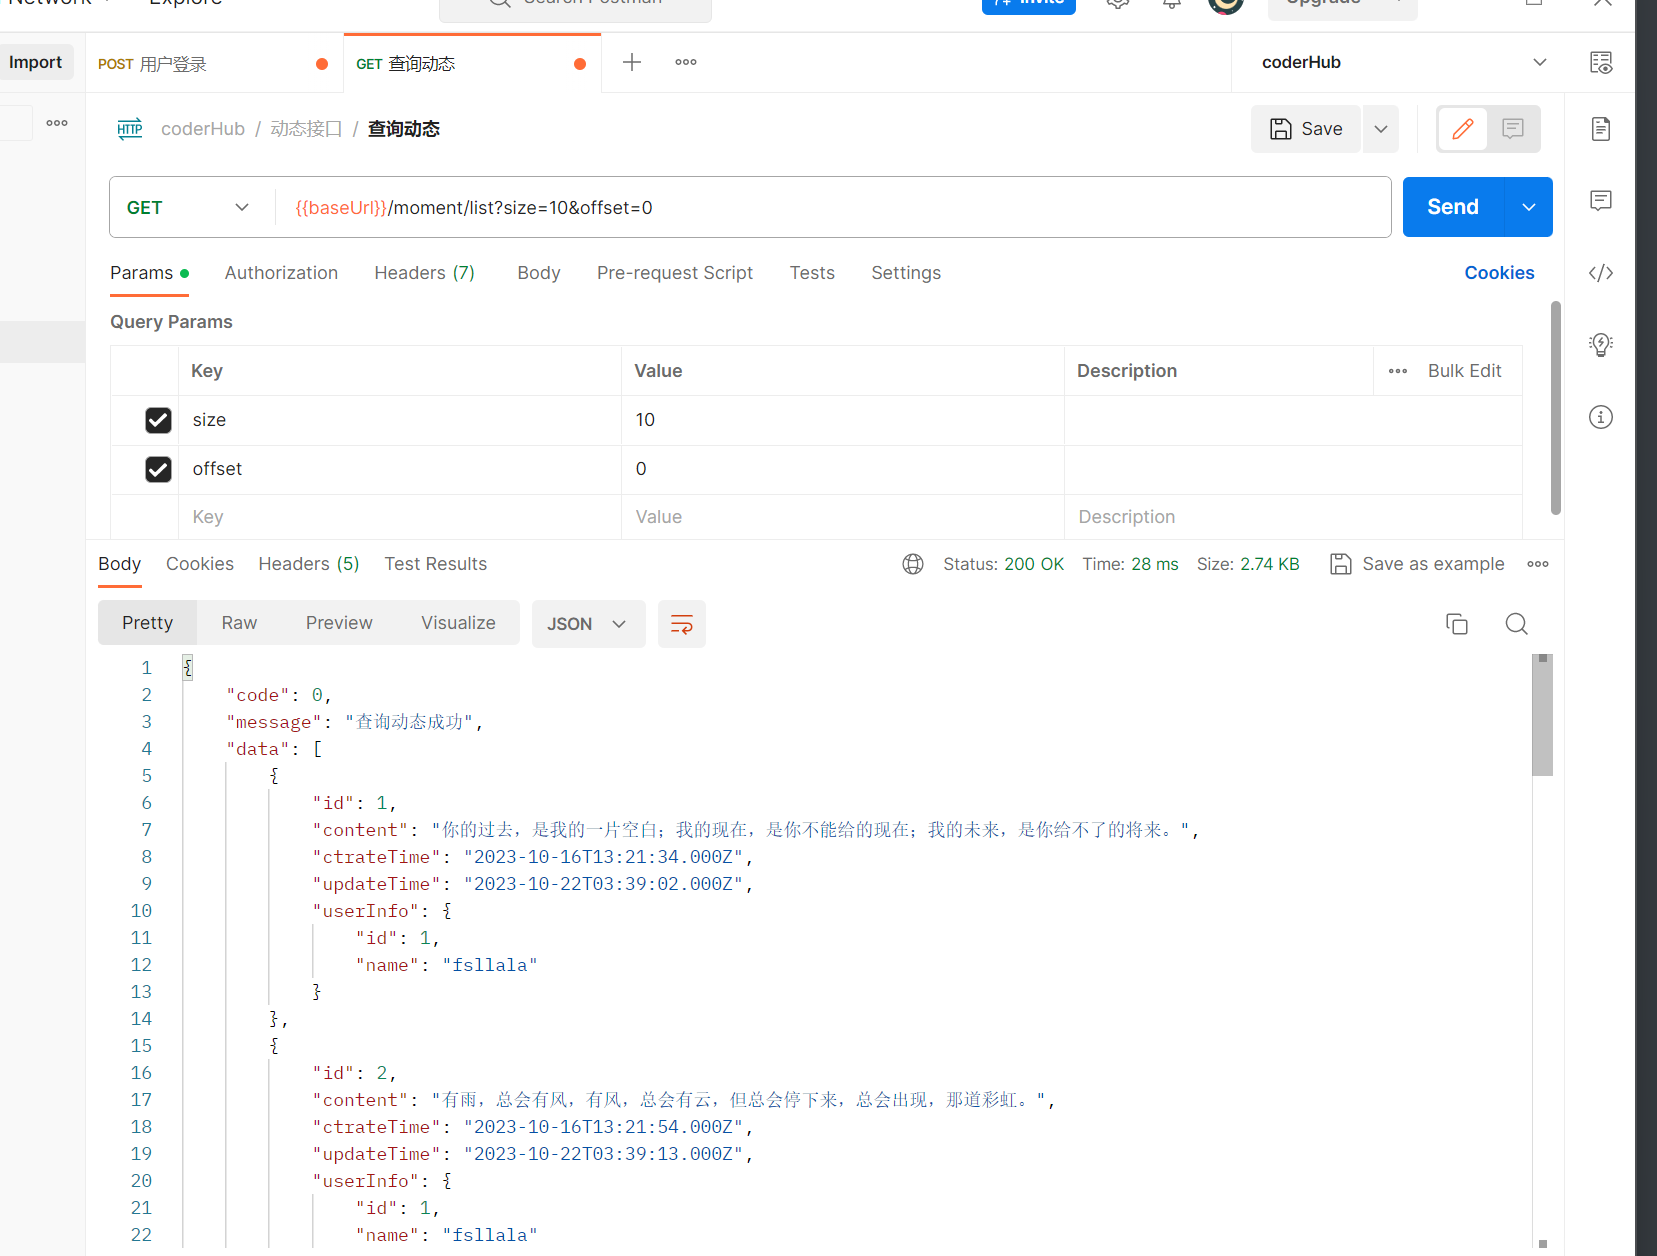 Explore
Invite
Import
POST 用户登录
GET 查询动态
coderHub
HTTP coderHub / 动态接口 / 查询动态
Save
GET
{{baseUrl}}/moment/list?size=10&offset=0
Send
Params
Authorization
Headers (7)
Body
Pre-request Script
Tests
Settings
Cookies
Query Params
Key Value Description Bulk Edit
size 10
offset 0
Key Value Description
Body Cookies Headers (5) Test Results
Status: 200 OK Time: 28 ms Size: 2.74 KB
Save as example
Pretty Raw Preview Visualize JSON
1 {
2 "code": 0,
3 "message": "查询动态成功",
4 "data": [
5 {
6 "id": 1,
7 "content": "你的过去，是我的一片空白；我的现在，是你不能给的现在；我的未来，是你给不了的将来。",
8 "ctrateTime": "2023-10-16T13:21:34.000Z",
9 "updateTime": "2023-10-22T03:39:02.000Z",
10 "userInfo": {
11 "id": 1,
12 "name": "fsllala"
13 }
14 },
15 {
16 "id": 2,
17 "content": "有雨，总会有风，有风，总会有云，但总会停下来，总会出现，那道彩虹。",
18 "ctrateTime": "2023-10-16T13:21:54.000Z",
19 "updateTime": "2023-10-22T03:39:13.000Z",
20 "userInfo": {
21 "id": 1,
22 "name": "fsllala"